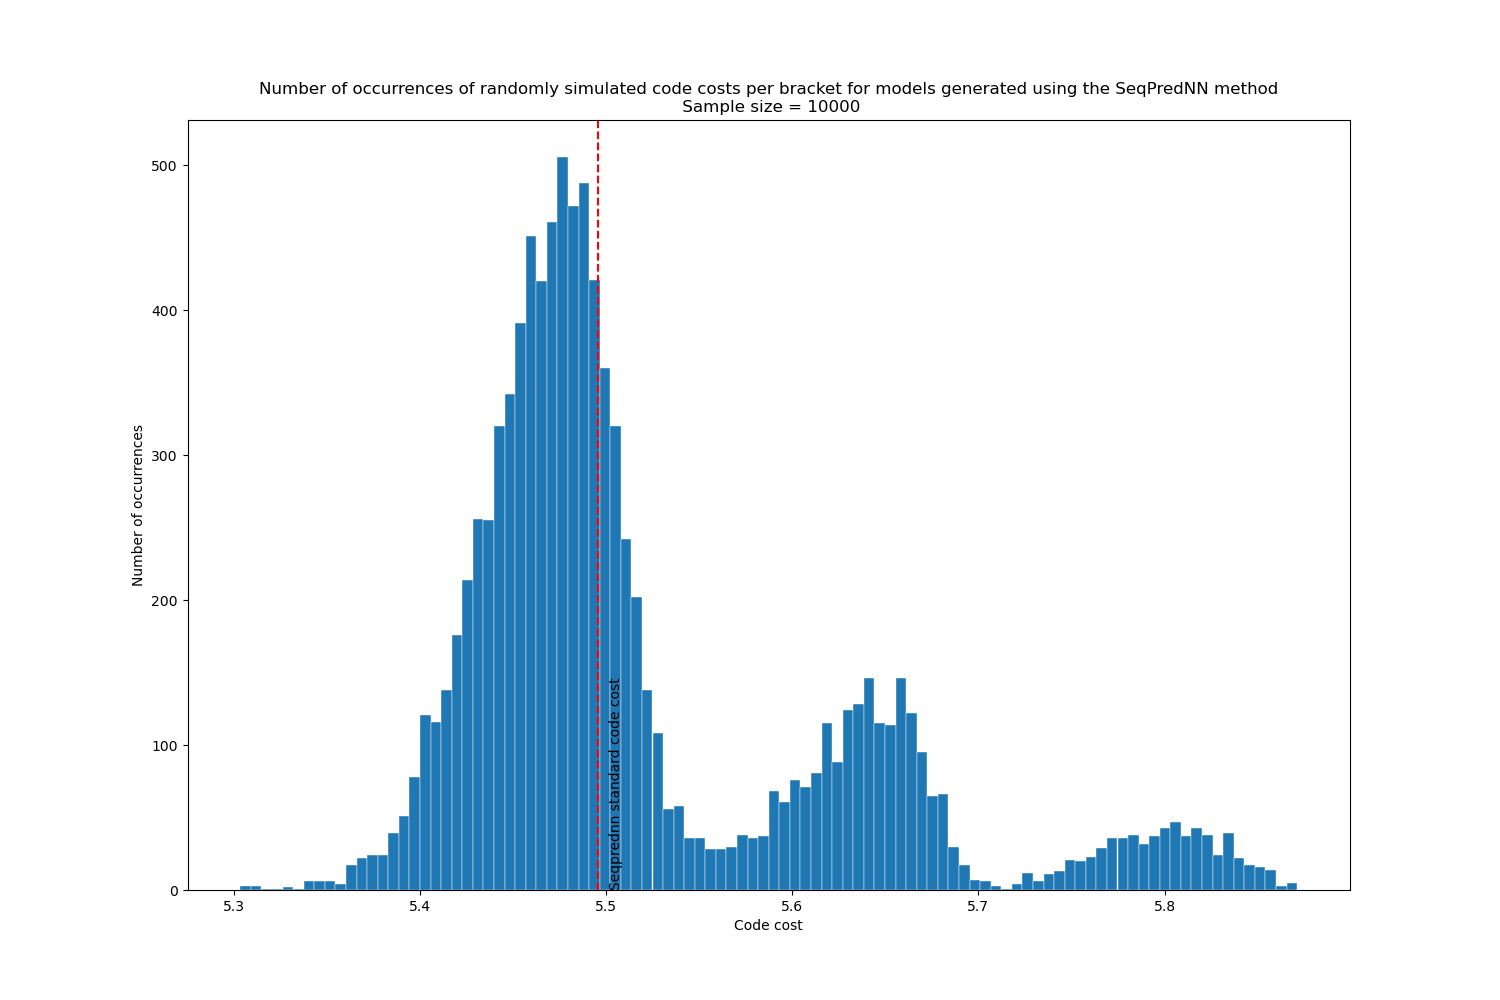 Number of occurrences of randomly simulated code costs per bracket for models generated using the SeqPredNN method
Sample size = 10000
500
400
300
200
100
0
Number of occurrences
Seqprednn standard code cost
5.3
5.4
5.5
5.6
5.7
5.8
Code cost